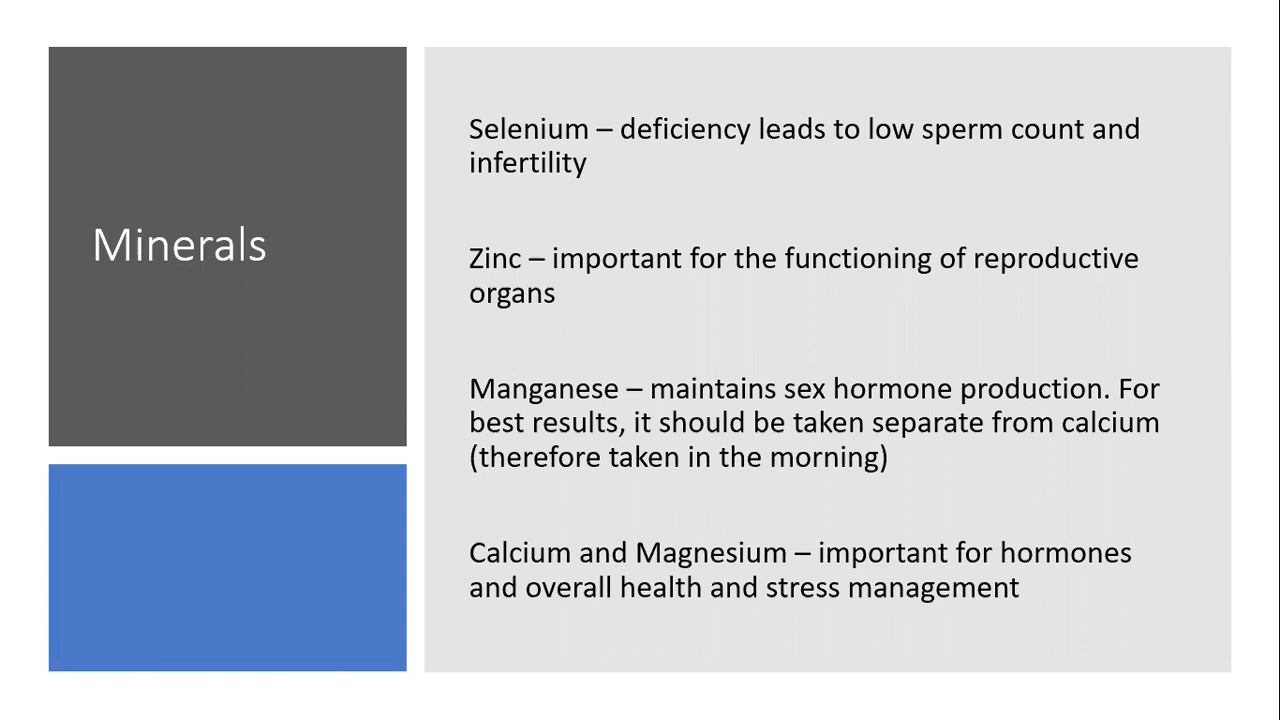 Minerals
Selenium – deficiency leads to low sperm count and
infertility
Zinc – important for the functioning of reproductive
organs
Manganese – maintains sex hormone production. For
best results, it should be taken separate from calcium
(therefore taken in the morning)
Calcium and Magnesium – important for hormones
and overall health and stress management